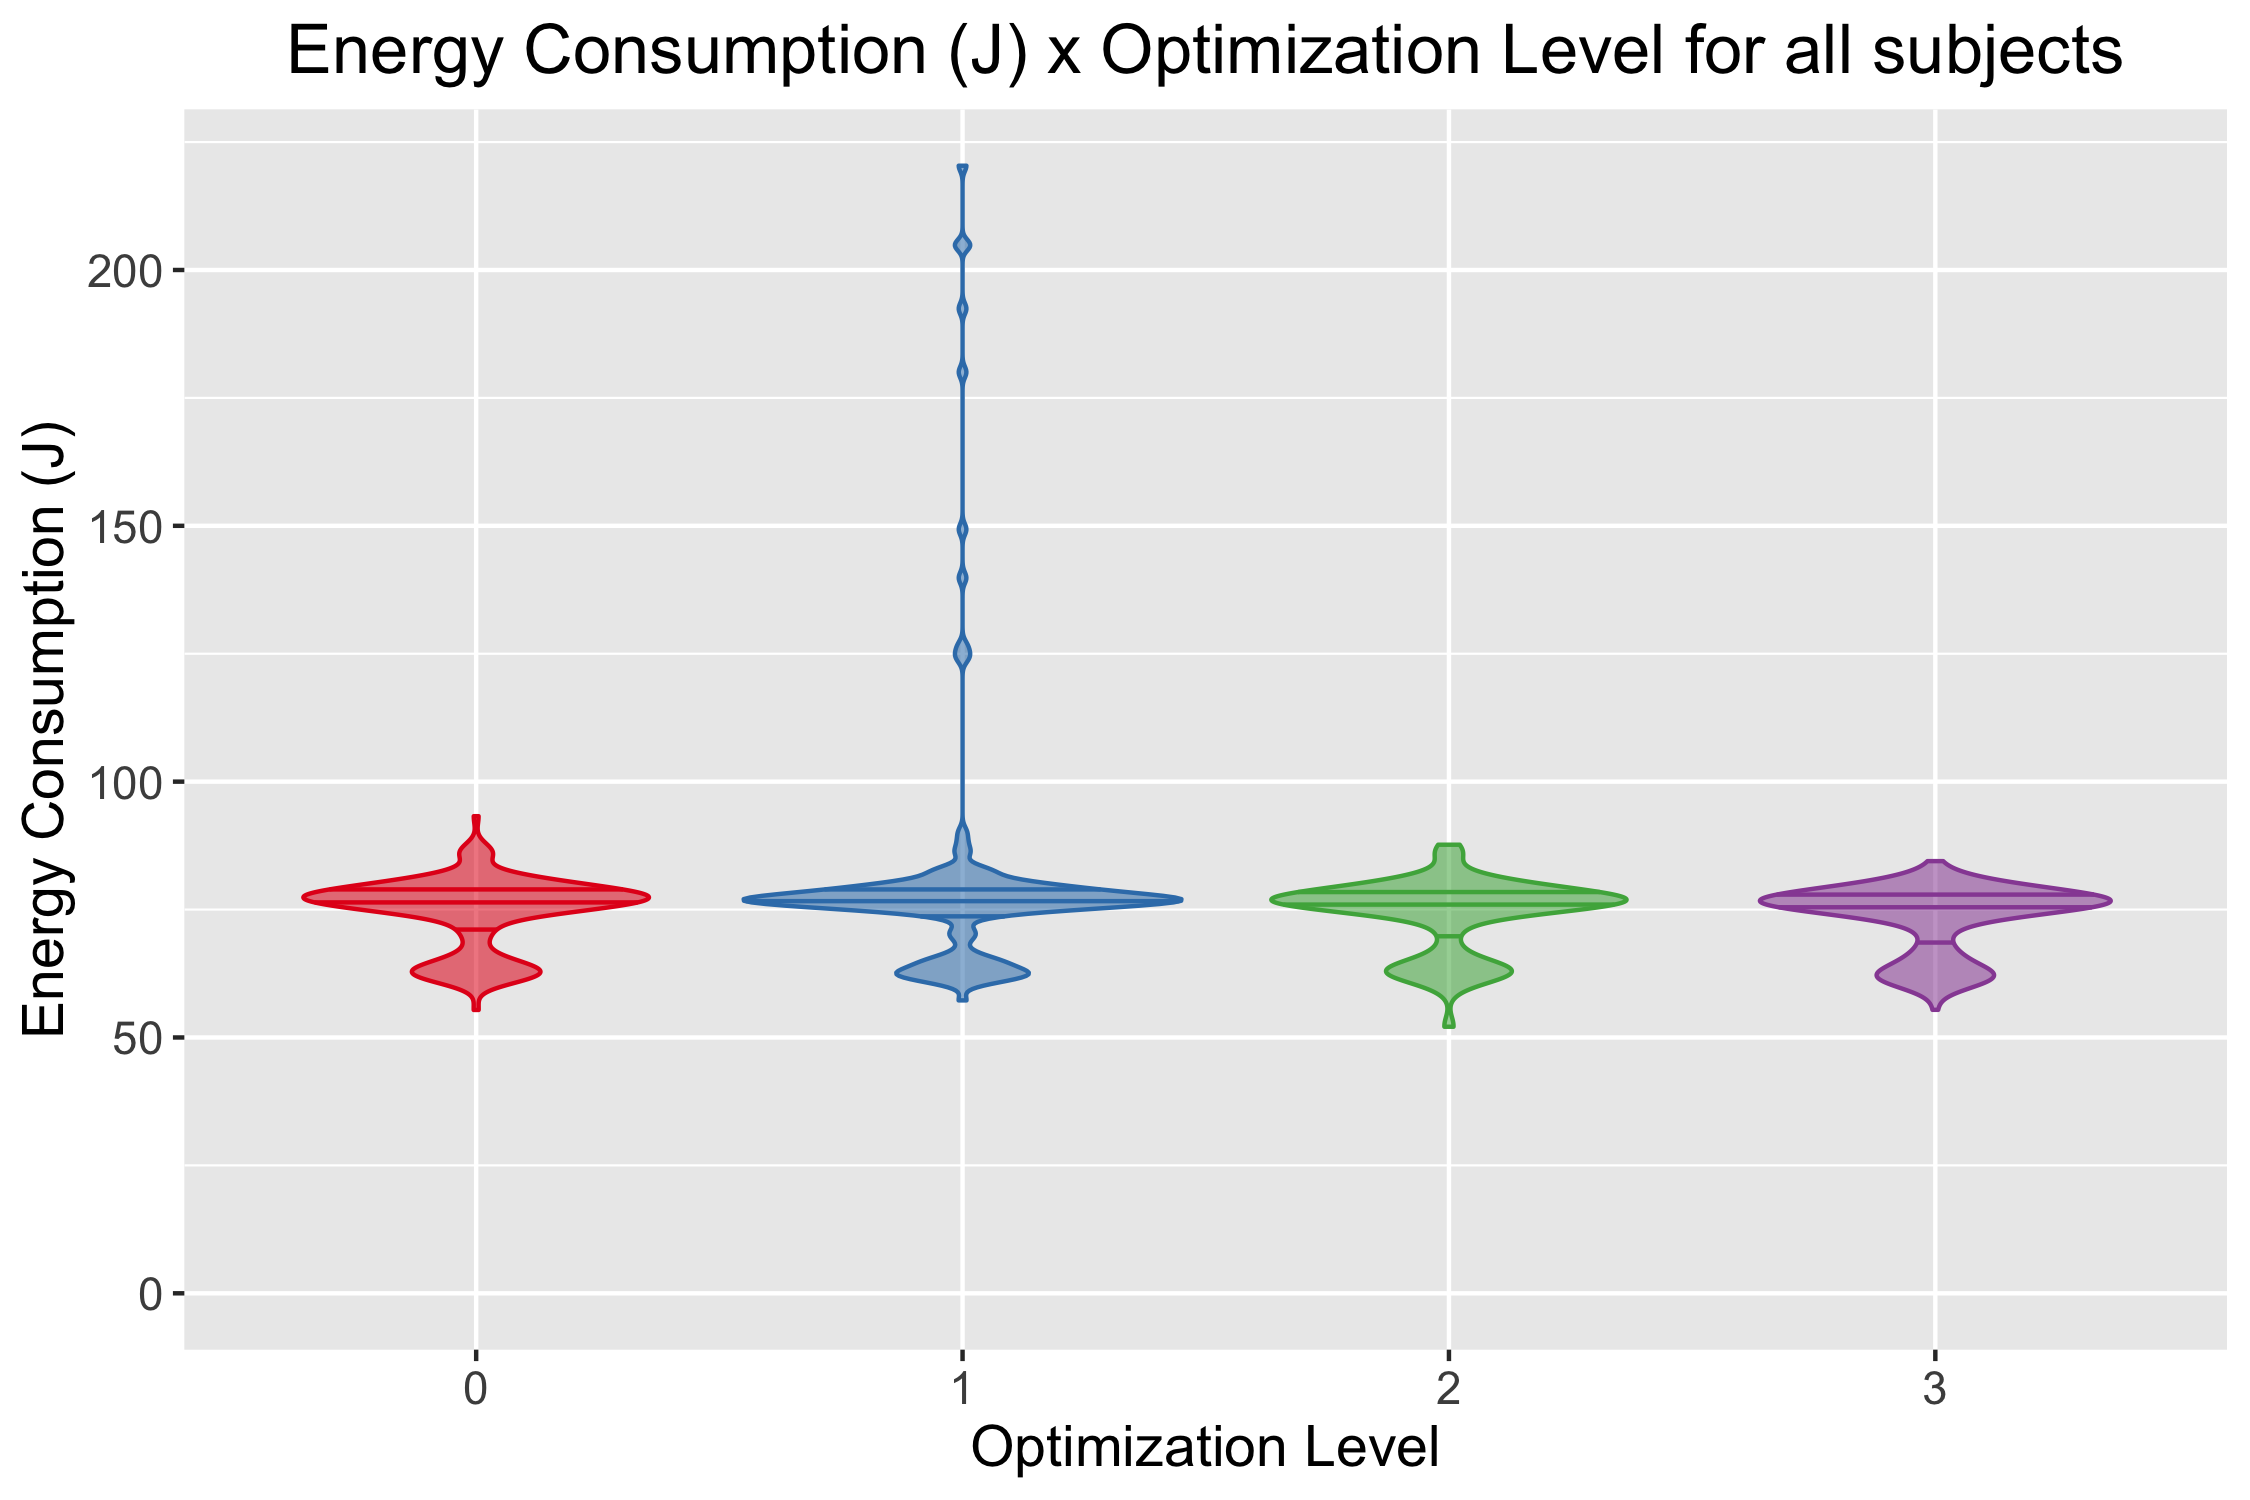 Energy Consumption (J) x Optimization Level for all subjects
Energy Consumption (J)
200
150
100
50
0
0 1 2 3
Optimization Level